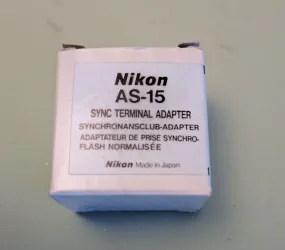 Nikon
AS-15
SYNC TERMINAL ADAPTER
SYNCHRONANSCLUB-ADAPTER
ADAPTATEUR DE PRISE SYNCHRO-
FLASH NORMALISÉE
Nikon Made in Japan